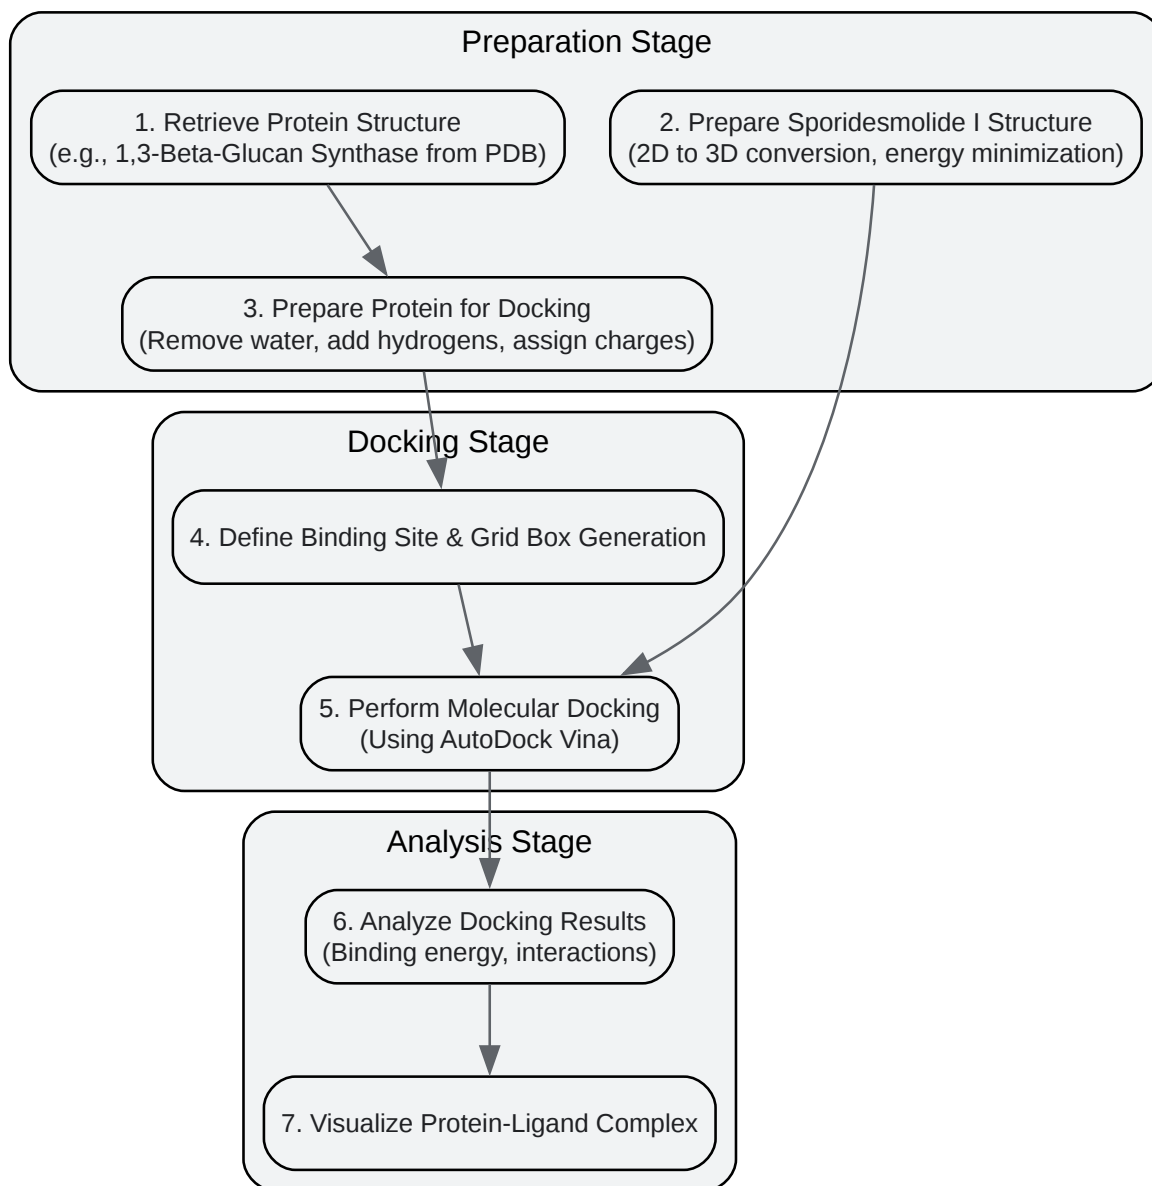 Preparation Stage
1. Retrieve Protein Structure
(e.g., 1,3-Beta-Glucan Synthase from PDB)
2. Prepare Sporidesmolide I Structure
(2D to 3D conversion, energy minimization)
3. Prepare Protein for Docking
(Remove water, add hydrogens, assign charges)
Docking Stage
4. Define Binding Site & Grid Box Generation
5. Perform Molecular Docking
(Using AutoDock Vina)
Analysis Stage
6. Analyze Docking Results
(Binding energy, interactions)
7. Visualize Protein-Ligand Complex